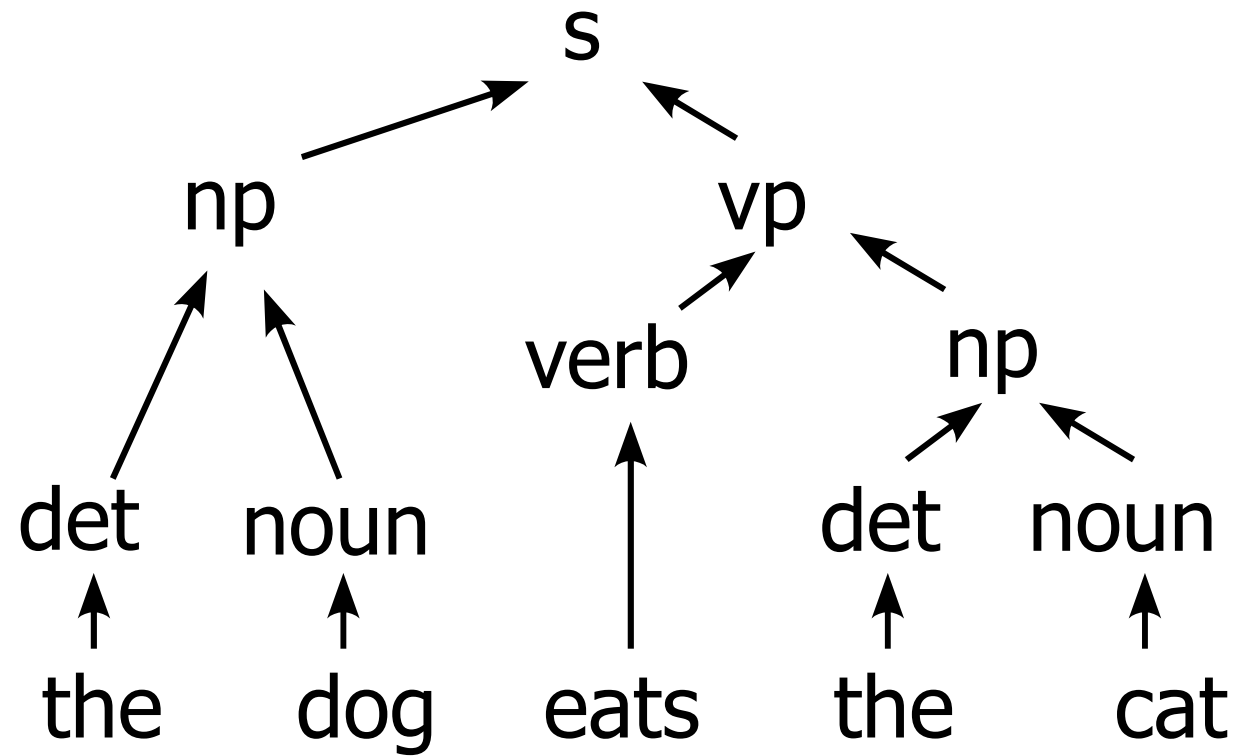 s
np vp
verb np
det noun det noun
the dog eats the cat